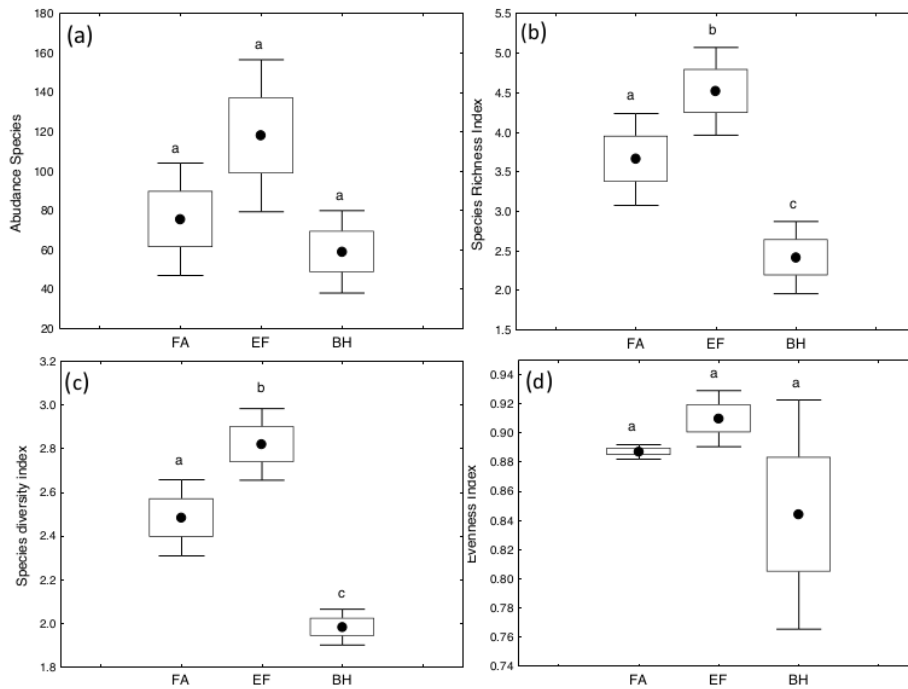 (a)
Abudance Species
180
160
140
120
100
80
60
40
20
a
a
a
FA
EF
BH
(b)
Species Richness Index
5.5
5.0
4.5
4.0
3.5
3.0
2.5
2.0
1.5
a
b
c
FA
EF
BH
(c)
Species diversity index
3.2
3.0
2.8
2.6
2.4
2.2
2.0
1.8
a
b
c
FA
EF
BH
(d)
Evenness Index
0.94
0.92
0.90
0.88
0.86
0.84
0.82
0.80
0.78
0.76
0.74
a
a
a
FA
EF
BH